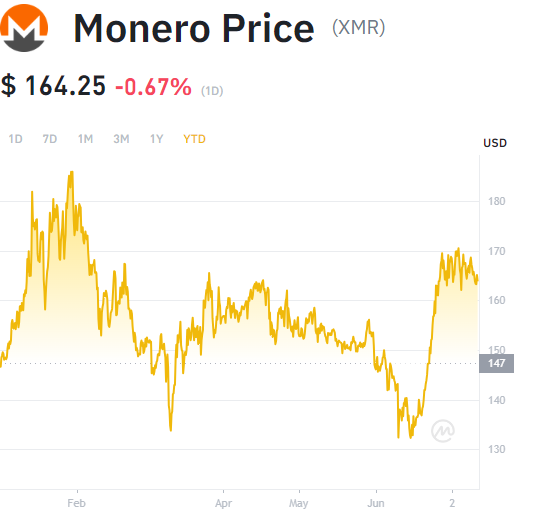 Monero Price (XMR)
$ 164.25 -0.67% (1D)
1D 7D 1M 3M 1Y YTD
USD
180
170
160
150
147
140
130
Feb Apr May Jun 2